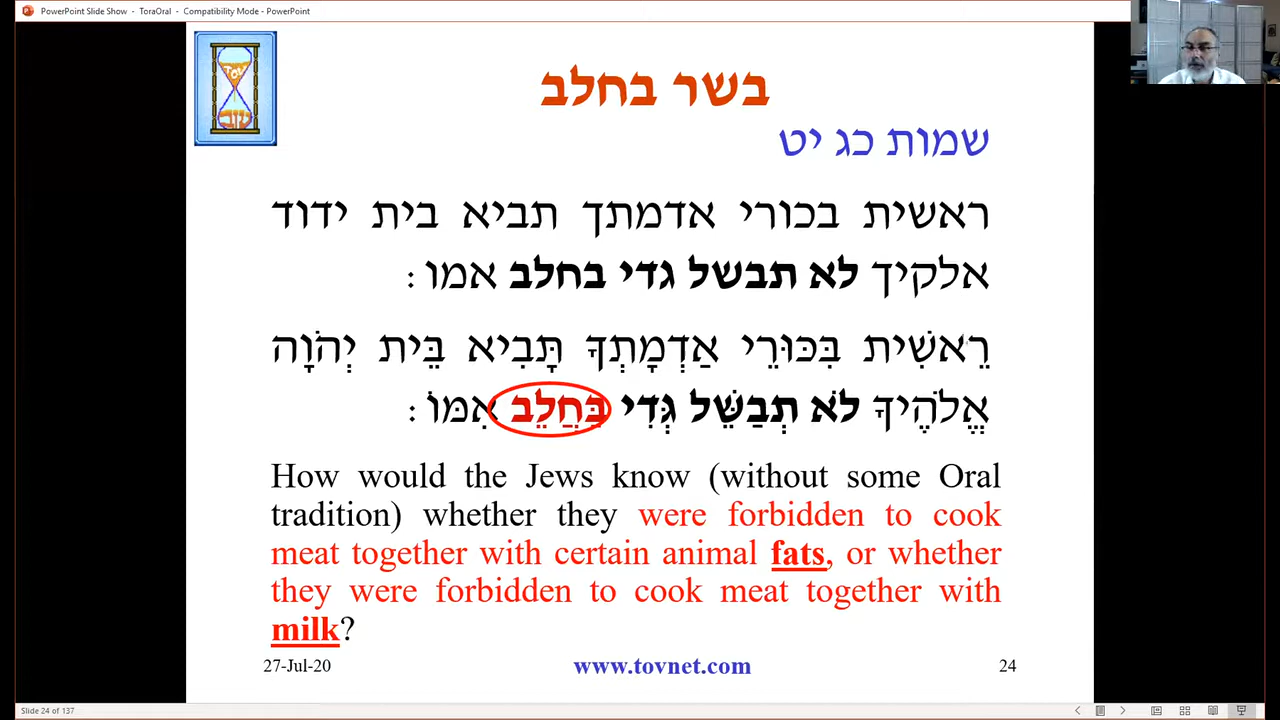 PowerPoint Slide Show - ToraOral - Compatibility Mode - PowerPoint
בשר בחלב
שמות כג יט
ראשית בכורי אדמתך תביא בית ידוד
אלקיך לא תבשל גדי בחלב אמו:
רֵאשִׁית בִּכּוּרֵי אַדְמָתְךָ תָּבִיא בֵּית יְהֹוָה
אֱלֹהֶיךָ לֹא תְבַשֵּׁל גְּדִי בַּחֲלֵב אִמּוֹ:
How would the Jews know (without some Oral
tradition) whether they were forbidden to cook
meat together with certain animal fats, or whether
they were forbidden to cook meat together with
milk?
27-Jul-20 www.tovnet.com 24
Slide 24 of 137